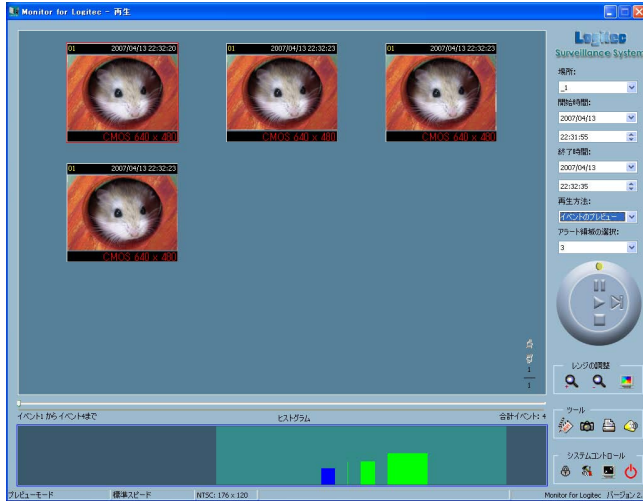 Monitor for Logitec - 再生
01 2007/04/13 22:32:20
CMOS 640 x 480
01 2007/04/13 22:32:23
CMOS 640 x 480
01 2007/04/13 22:32:23
CMOS 640 x 480
01 2007/04/13 22:32:23
CMOS 640 x 480
Logitec
Surveillance System
場所:
_1
開始時間:
2007/04/13
22:31:55
終了時間:
2007/04/13
22:32:35
再生方法:
イベントのプレビュー
アラート領域の選択:
3
1
1
レンジの調整
ツール
システムコントロール
イベント1 から イベント4まで
ヒストグラム
合計イベント: 4
プレビューモード
標準スピード
NTSC: 176 x 120
Monitor for Logitec バージョン